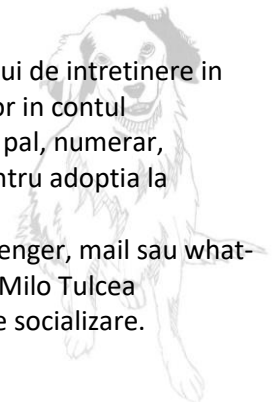 ui de intretinere in
or in contul
pal, numerar,
ntru adoptia la
enger, mail sau what-
Milo Tulcea
e socializare.